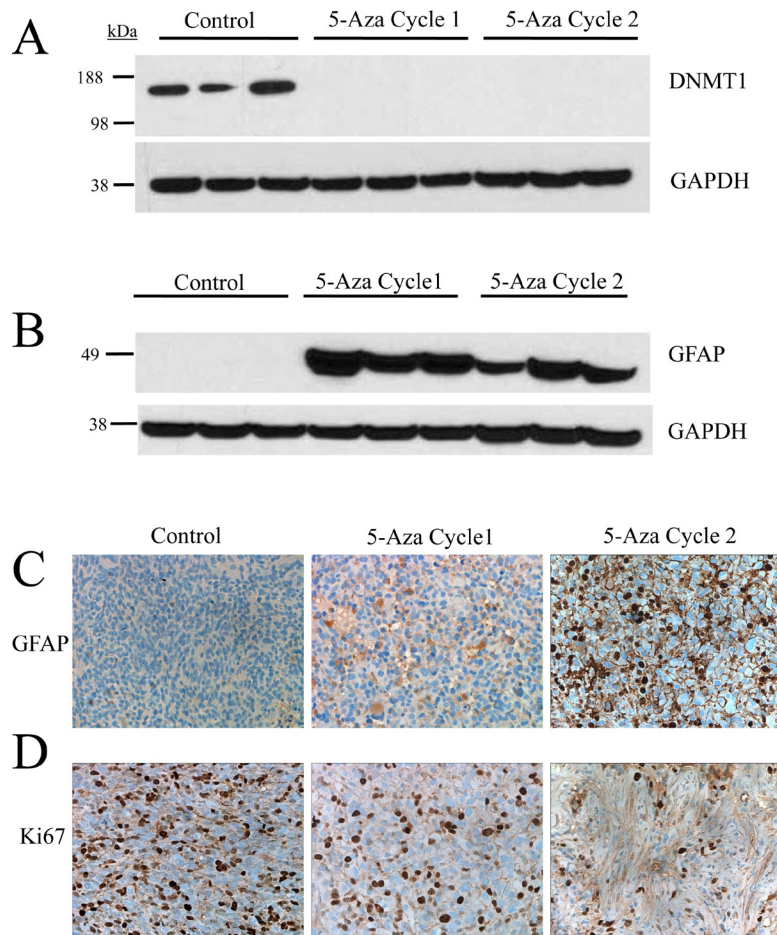 A
kDa
Control
5-Aza Cycle 1
5-Aza Cycle 2
188
DNMT1
98
38
GAPDH
Control
5-Aza Cycle1
5-Aza Cycle 2
B
49
GFAP
38
GAPDH
Control
5-Aza Cycle1
5-Aza Cycle 2
C
GFAP
D
Ki67